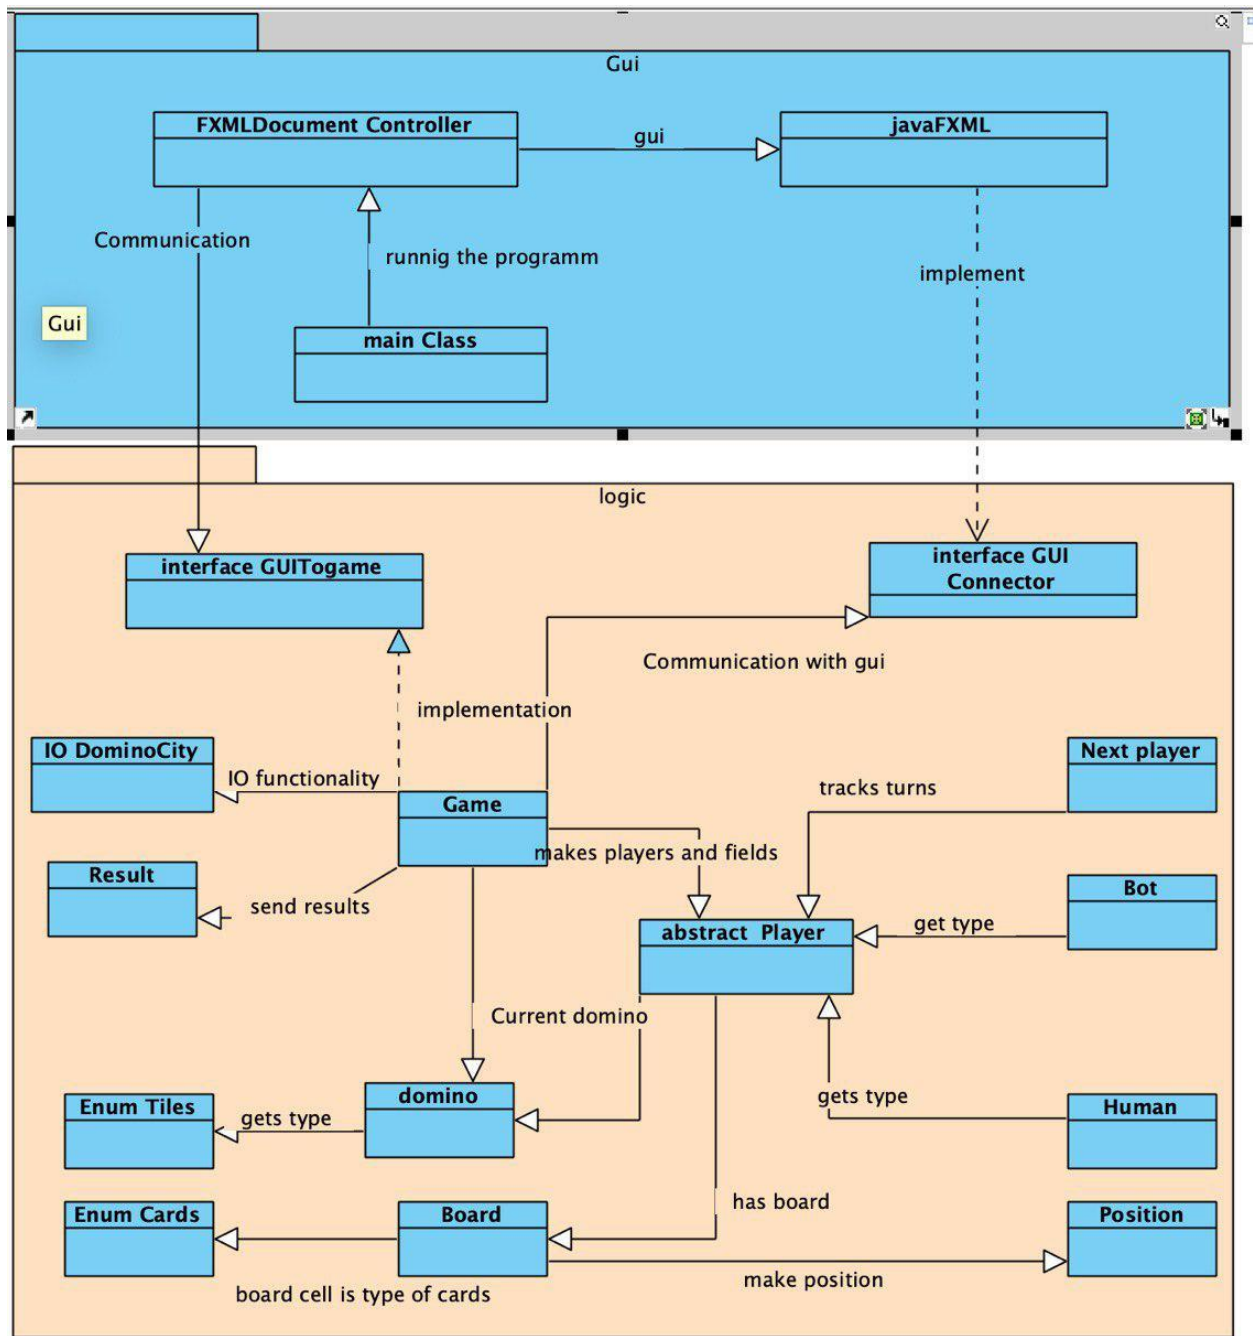 Gui
FXMLDocument Controller
javaFXML
gui
Communication
runnig the programm
implement
Gui
main Class
logic
interface GUITogame
interface GUI
Connector
Communication with gui
implementation
IO DominoCity
IO functionality
Next player
tracks turns
Game
makes players and fields
Result
send results
Bot
abstract Player
get type
Current domino
domino
Enum Tiles
gets type
gets type
Human
has board
Enum Cards
Board
Position
make position
board cell is type of cards